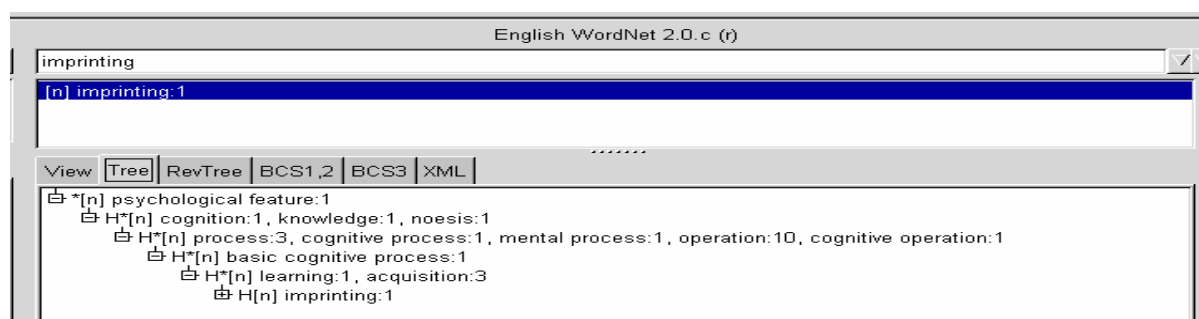 English WordNet 2.0.c (r)
imprinting
[n] imprinting:1
View Tree RevTree BCS1,2 BCS3 XML
*[n] psychological feature:1
H*[n] cognition:1, knowledge:1, noesis:1
H*[n] process:3, cognitive process:1, mental process:1, operation:10, cognitive operation:1
H*[n] basic cognitive process:1
H*[n] learning:1, acquisition:3
H[n] imprinting:1